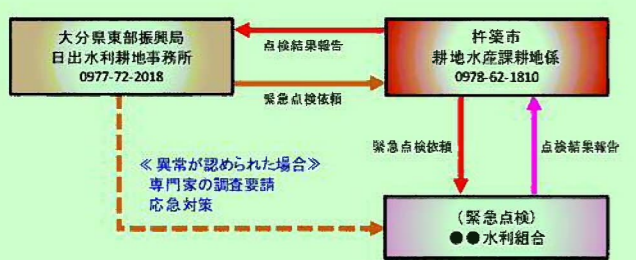 大分県東部振興局
日出水利耕地事務所
0977-72-2018
点検結果報告
緊急点検依頼
杵築市
耕地水産課耕地係
0978-62-1810
緊急点検依頼
点検結果報告
≪異常が認められた場合≫
専門家の調査要請
応急対策
(緊急点検)
●●水利組合